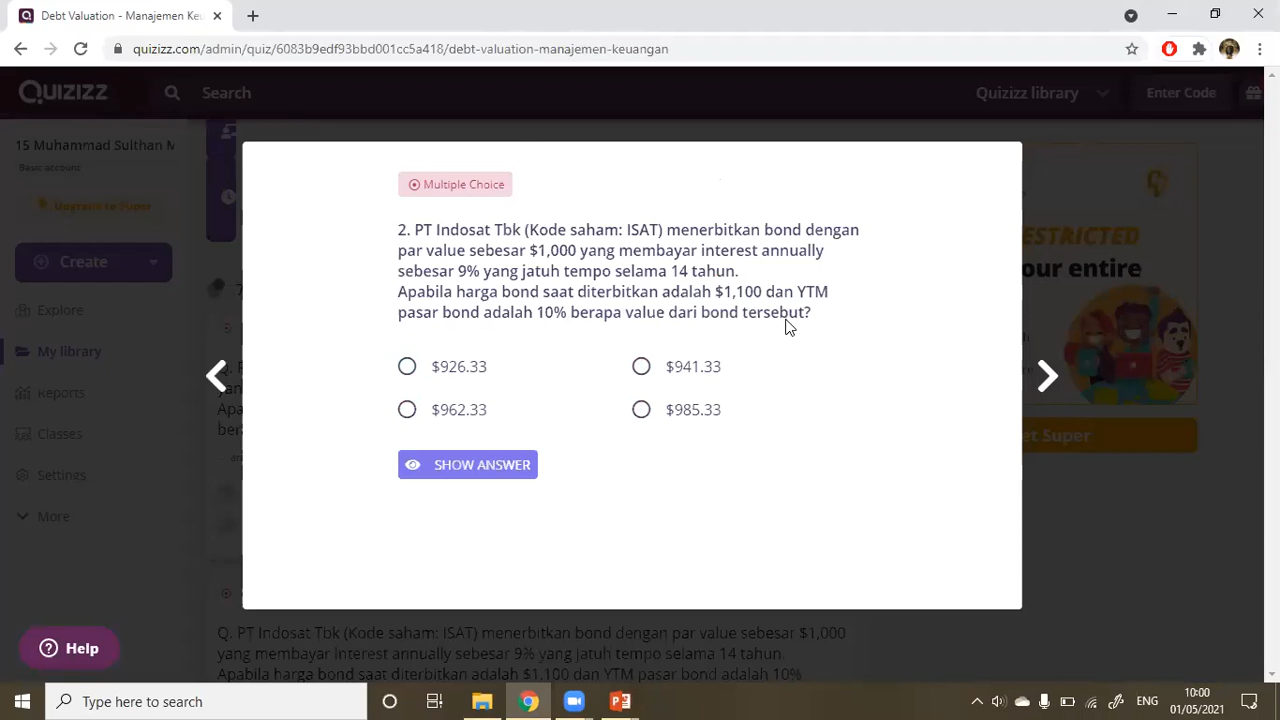 Debt Valuation - Manajemen Keu
quizizz.com/admin/quiz/6083b9edf93bbd001cc5a418/debt-valuation-manajemen-keuangan
QUIZIZZ
Search
Quizizz library
Enter Code
15 Muhammad Sulthan M
Basic account
Upgrade to Super
Create
Explore
My library
Reports
Classes
Settings
More
Help
Multiple Choice
2. PT Indosat Tbk (Kode saham: ISAT) menerbitkan bond dengan
par value sebesar $1,000 yang membayar interest annually
sebesar 9% yang jatuh tempo selama 14 tahun.
Apabila harga bond saat diterbitkan adalah $1,100 dan YTM
pasar bond adalah 10% berapa value dari bond tersebut?
$926.33
$941.33
$962.33
$985.33
SHOW ANSWER
RESTRICTED
our entire
et Super
Q. PT Indosat Tbk (Kode saham: ISAT) menerbitkan bond dengan par value sebesar $1,000
yang membayar interest annually sebesar 9% yang jatuh tempo selama 14 tahun.
Apabila harga bond saat diterbitkan adalah $1,100 dan YTM pasar bond adalah 10%
Type here to search
ENG
10:00
01/05/2021